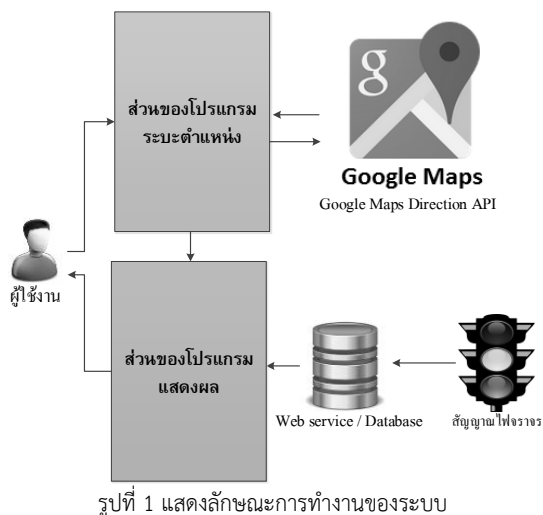 ส่วนของโปรแกรม
ระบะตำแหน่ง
g
Google Maps
Google Maps Direction API
ผู้ใช้งาน
ส่วนของโปรแกรม
แสดงผล
Web service / Database
สัญญาณไฟจราจร
รูปที่ 1 แสดงลักษณะการทำงานของระบบ